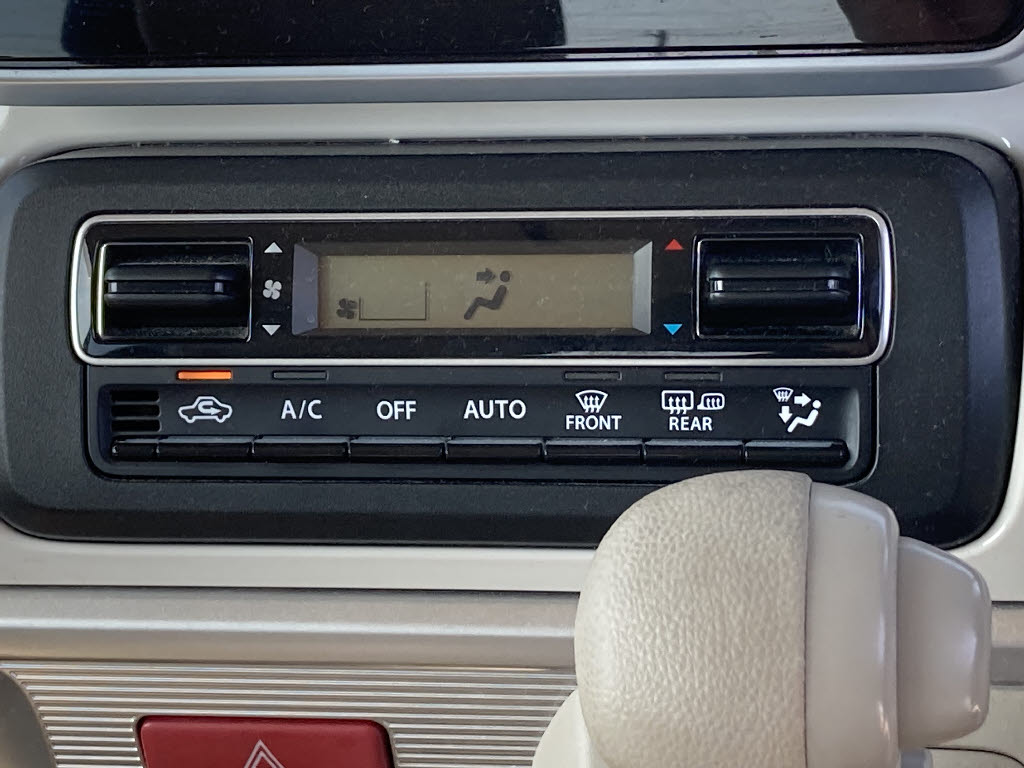 A/C OFF AUTO FRONT REAR